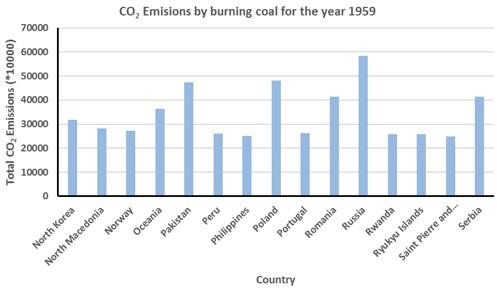 CO2 Emisions by burning coal for the year 1959
Total CO2 Emissions (*10000)
70000
60000
50000
40000
30000
20000
10000
0
North Korea
North Macedonia
Norway
Oceania
Pakistan
Peru
Philippines
Poland
Portugal
Romania
Russia
Rwanda
Ryukyu Islands
Saint Pierre and...
Serbia
Country